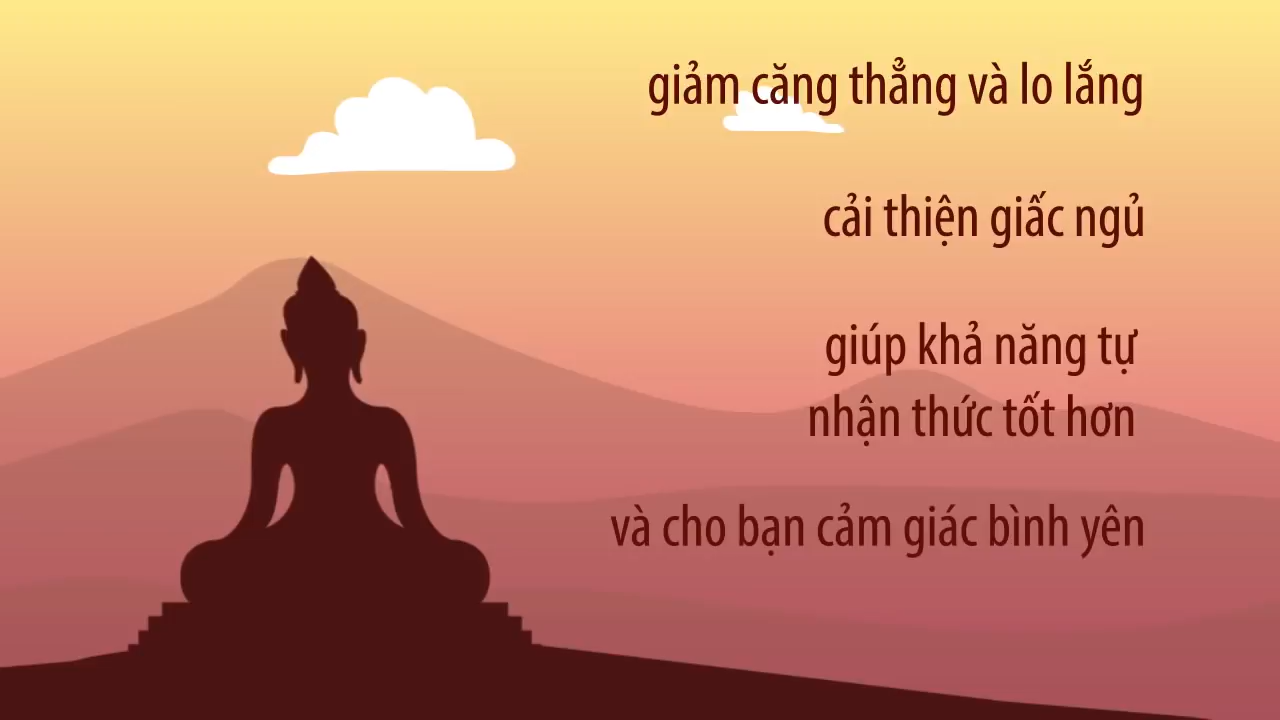 giảm căng thẳng và lo lắng
cải thiện giấc ngủ
giúp khả năng tự
nhận thức tốt hơn
và cho bạn cảm giác bình yên